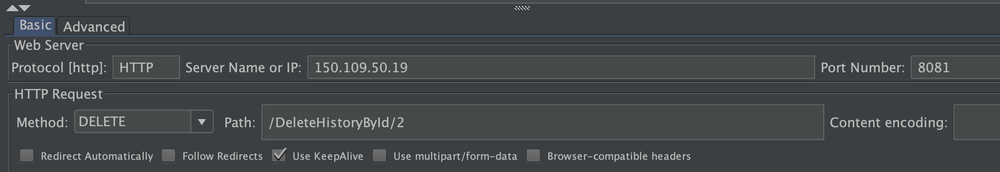 Basic Advanced
Web Server
Protocol [http]: HTTP Server Name or IP: 150.109.50.19 Port Number: 8081
HTTP Request
Method: DELETE Path: /DeleteHistoryById/2 Content encoding:
Redirect Automatically Follow Redirects Use KeepAlive Use multipart/form-data Browser-compatible headers